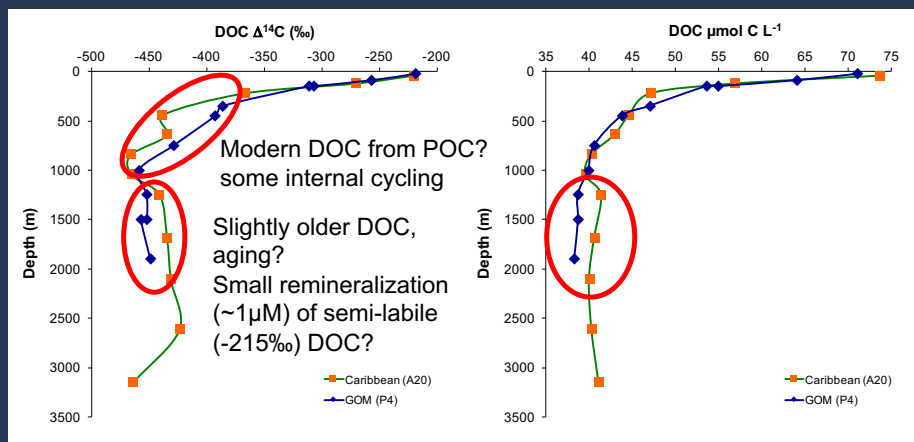 DOC Δ¹⁴C (‰)
-500 -450 -400 -350 -300 -250 -200
0
500
1000
1500
2000
2500
3000
3500
Depth (m)
Modern DOC from POC?
some internal cycling
Slightly older DOC,
aging?
Small remineralization
(~1µM) of semi-labile
(-215‰) DOC?
Caribbean (A20)
GOM (P4)
DOC µmol C L⁻¹
35 40 45 50 55 60 65 70 75
0
500
1000
1500
2000
2500
3000
3500
Depth (m)
Caribbean (A20)
GOM (P4)